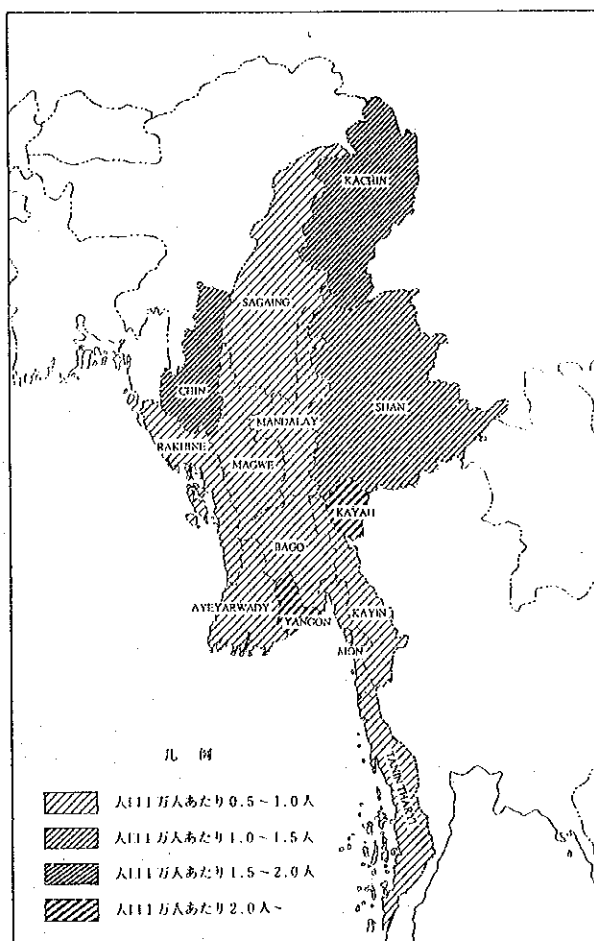 KACHIN
SAGAING
CHIN
SHAN
MANDALAY
RAKHINE
MAGWE
KAYAH
BAGO
AYEYARWADY
YANGON
KAYIN
MON
TANINTHARYI
凡例
人口1万人あたり0.5～1.0人
人口1万人あたり1.0～1.5人
人口1万人あたり1.5～2.0人
人口1万人あたり2.0人～